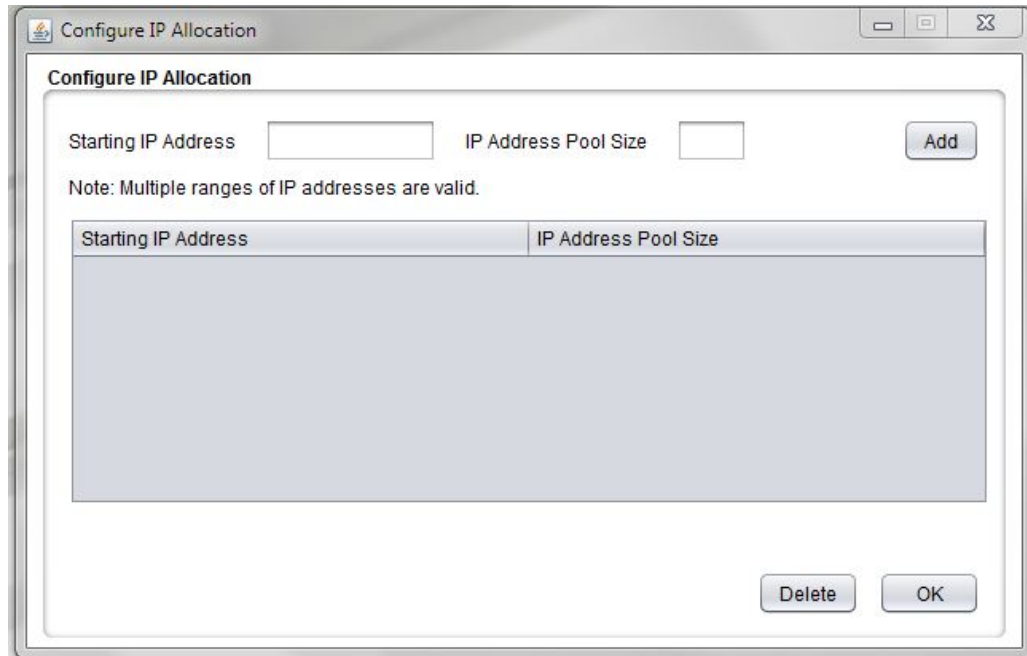 Configure IP Allocation
Configure IP Allocation
Starting IP Address IP Address Pool Size Add
Note: Multiple ranges of IP addresses are valid.
Starting IP Address IP Address Pool Size
Delete OK